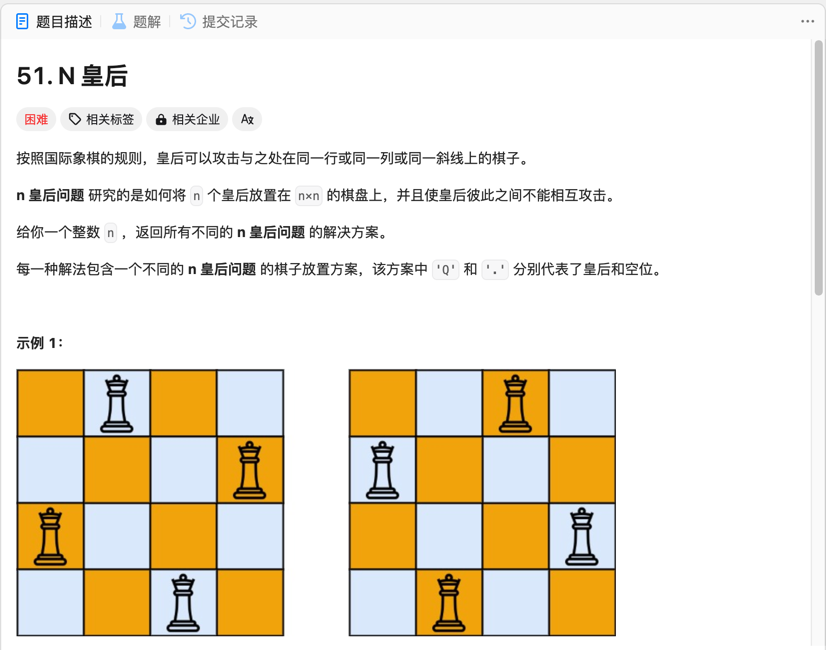 题目描述 题解 提交记录
51. N 皇后
困难 相关标签 相关企业 A文
按照国际象棋的规则，皇后可以攻击与之处在同一行或同一列或同一斜线上的棋子。
n 皇后问题 研究的是如何将 n 个皇后放置在 n×n 的棋盘上，并且使皇后彼此之间不能相互攻击。
给你一个整数 n ，返回所有不同的 n 皇后问题 的解决方案。
每一种解法包含一个不同的 n 皇后问题 的棋子放置方案，该方案中 'Q' 和 '.' 分别代表了皇后和空位。
示例 1：